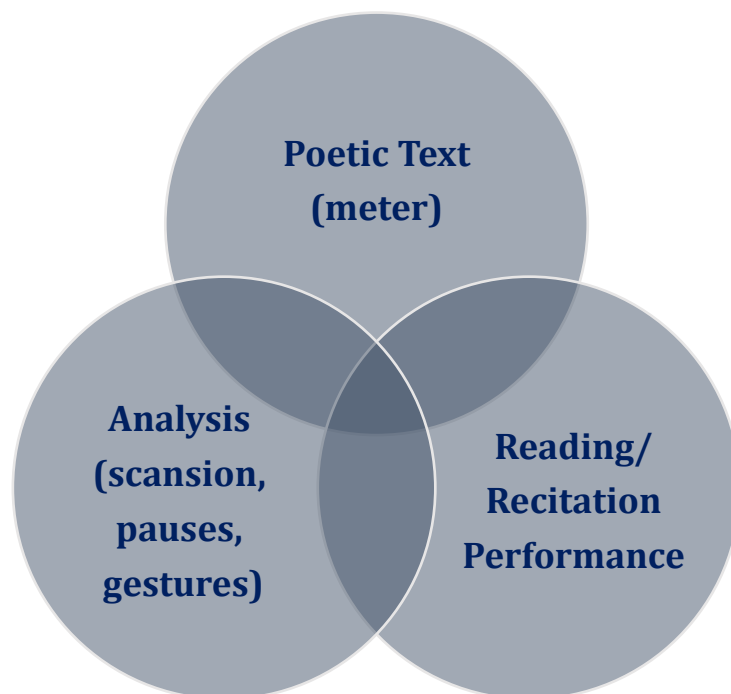 Poetic Text
(meter)
Analysis
(scansion,
pauses,
gestures)
Reading/
Recitation
Performance